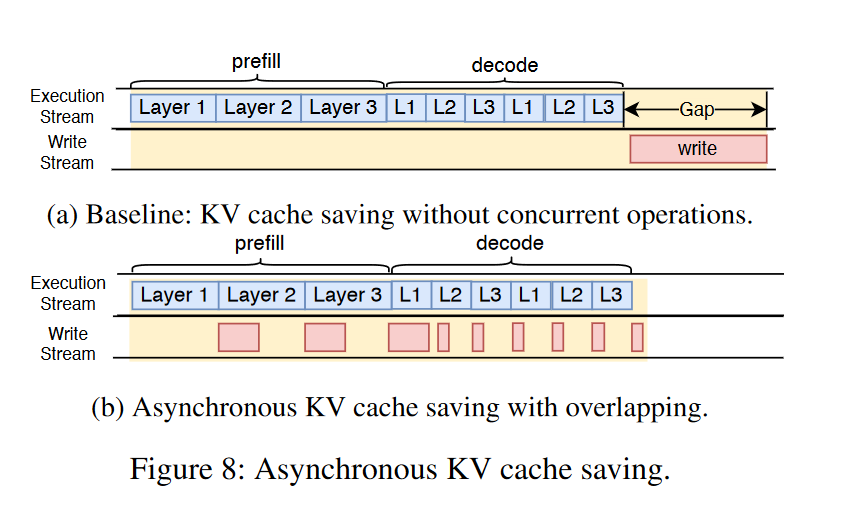 prefill
decode
Execution
Stream
Layer 1 Layer 2 Layer 3 L1 L2 L3 L1 L2 L3 Gap
Write
Stream
write
(a) Baseline: KV cache saving without concurrent operations.
prefill
decode
Execution
Stream
Layer 1 Layer 2 Layer 3 L1 L2 L3 L1 L2 L3
Write
Stream
(b) Asynchronous KV cache saving with overlapping.
Figure 8: Asynchronous KV cache saving.